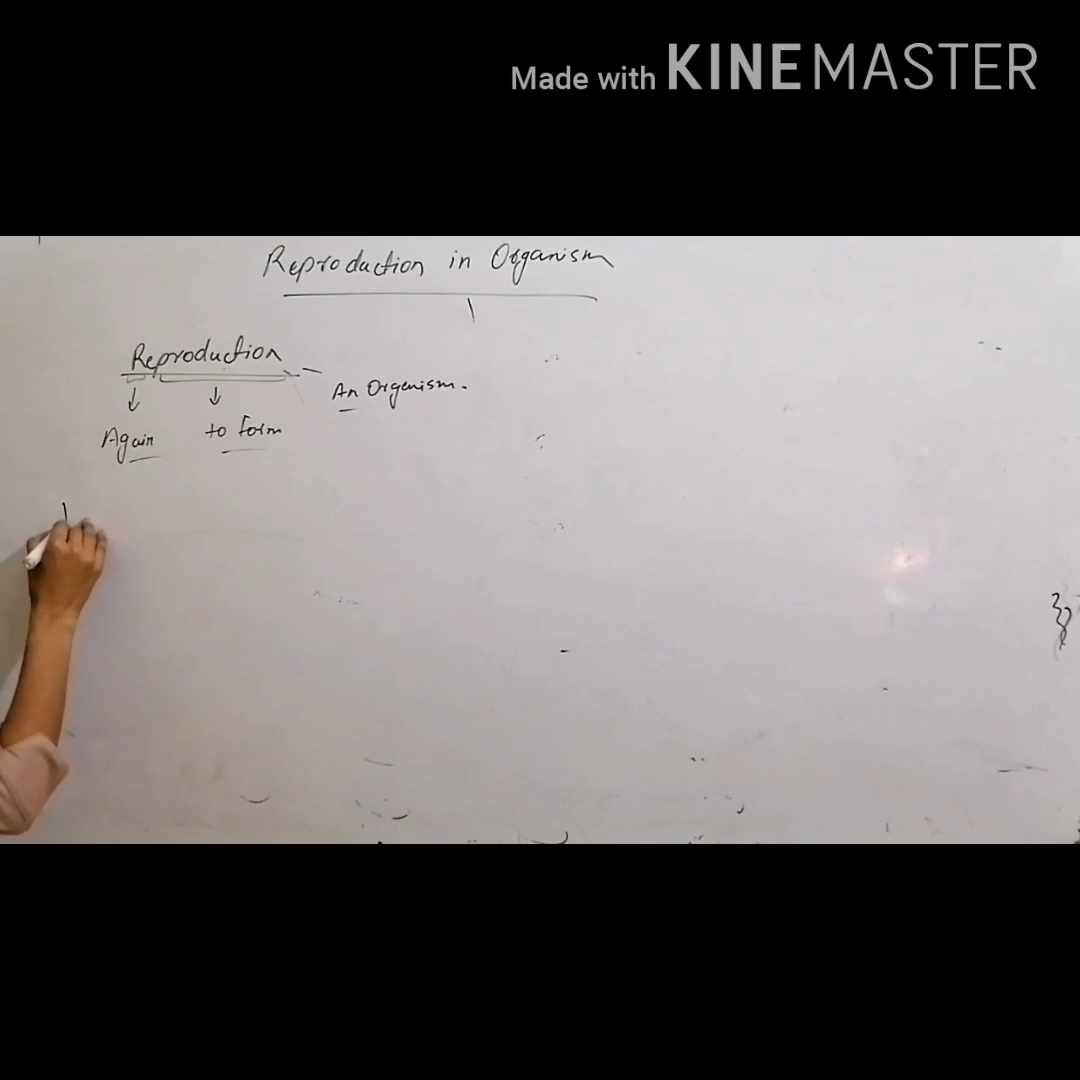 Made with KINEMASTER
Reproduction in Organism
Reproduction
An Organism.
Again to form